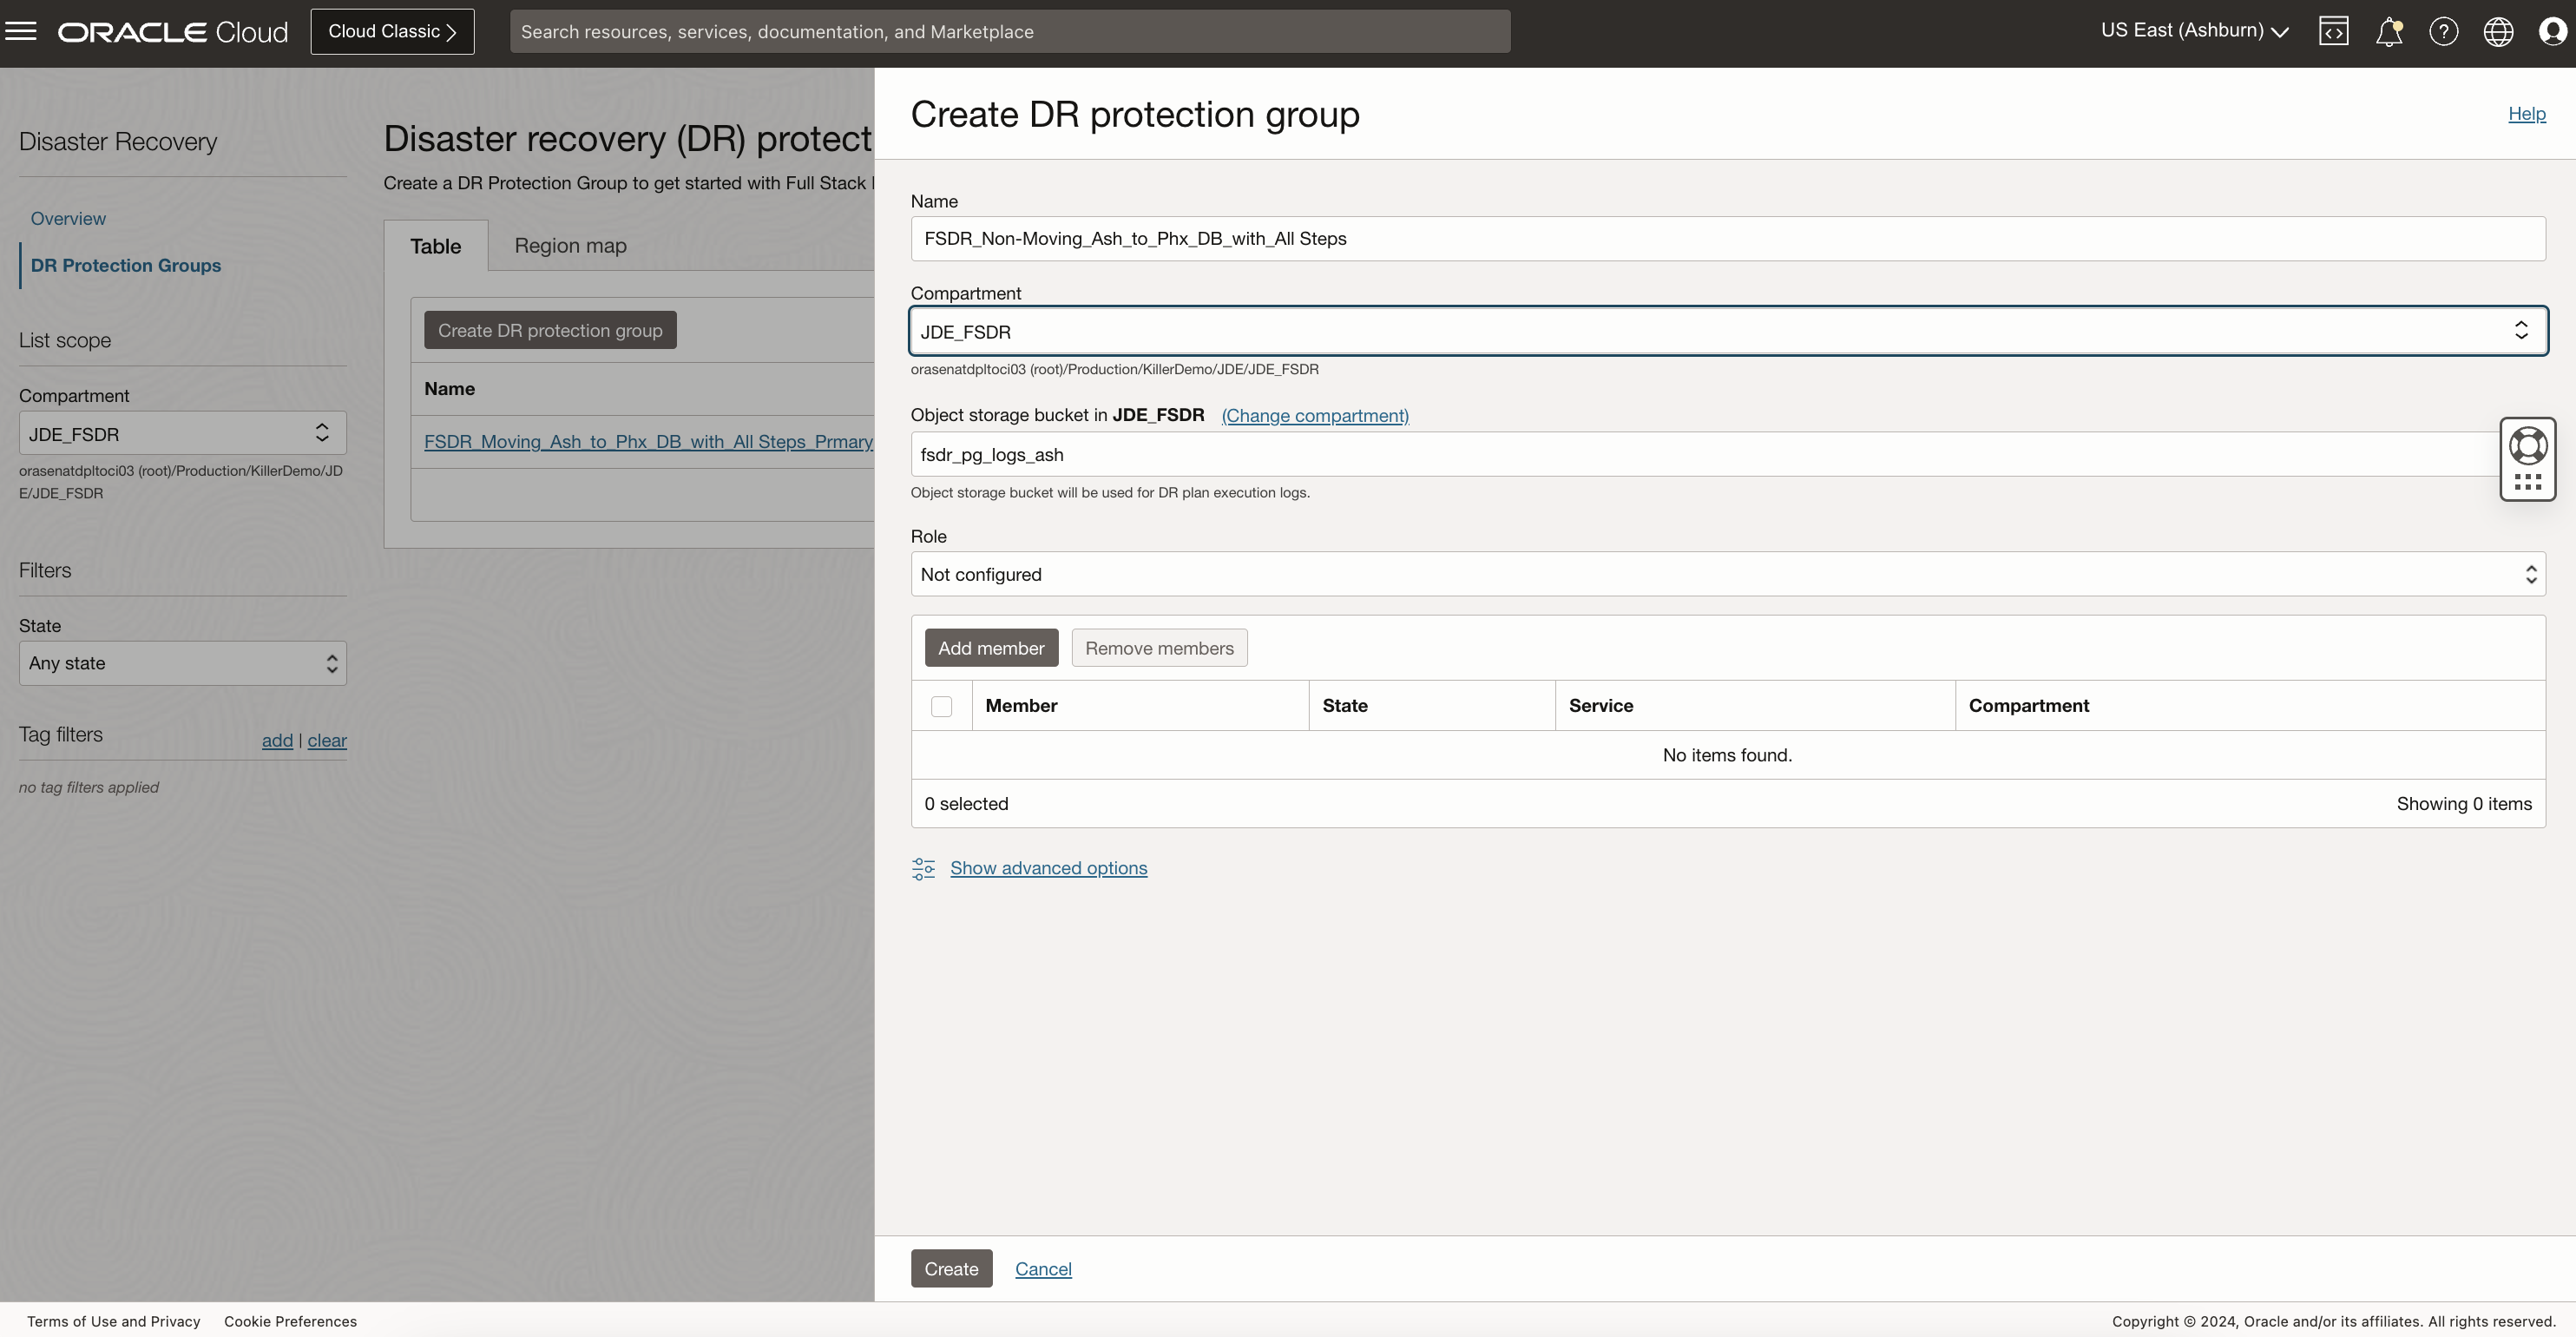 ORACLE Cloud
Cloud Classic
Search resources, services, documentation, and Marketplace
US East (Ashburn)
Disaster Recovery
Overview
DR Protection Groups
List scope
Compartment
JDE_FSDR
orasenatdpltoci03 (root)/Production/KillerDemo/JD
E/JDE_FSDR
Filters
State
Any state
Tag filters
add | clear
no tag filters applied
Disaster recovery (DR) protect
Create a DR Protection Group to get started with Full Stack
Table
Region map
Create DR protection group
Name
FSDR_Moving_Ash_to_Phx_DB_with_All Steps_Prmary
Create DR protection group
Help
Name
FSDR_Non-Moving_Ash_to_Phx_DB_with_All Steps
Compartment
JDE_FSDR
orasenatdpltoci03 (root)/Production/KillerDemo/JDE/JDE_FSDR
Object storage bucket in JDE_FSDR (Change compartment)
fsdr_pg_logs_ash
Object storage bucket will be used for DR plan execution logs.
Role
Not configured
Add member
Remove members
Member
State
Service
Compartment
No items found.
0 selected
Showing 0 items
Show advanced options
Create
Cancel
Terms of Use and Privacy
Cookie Preferences
Copyright © 2024, Oracle and/or its affiliates. All rights reserved.